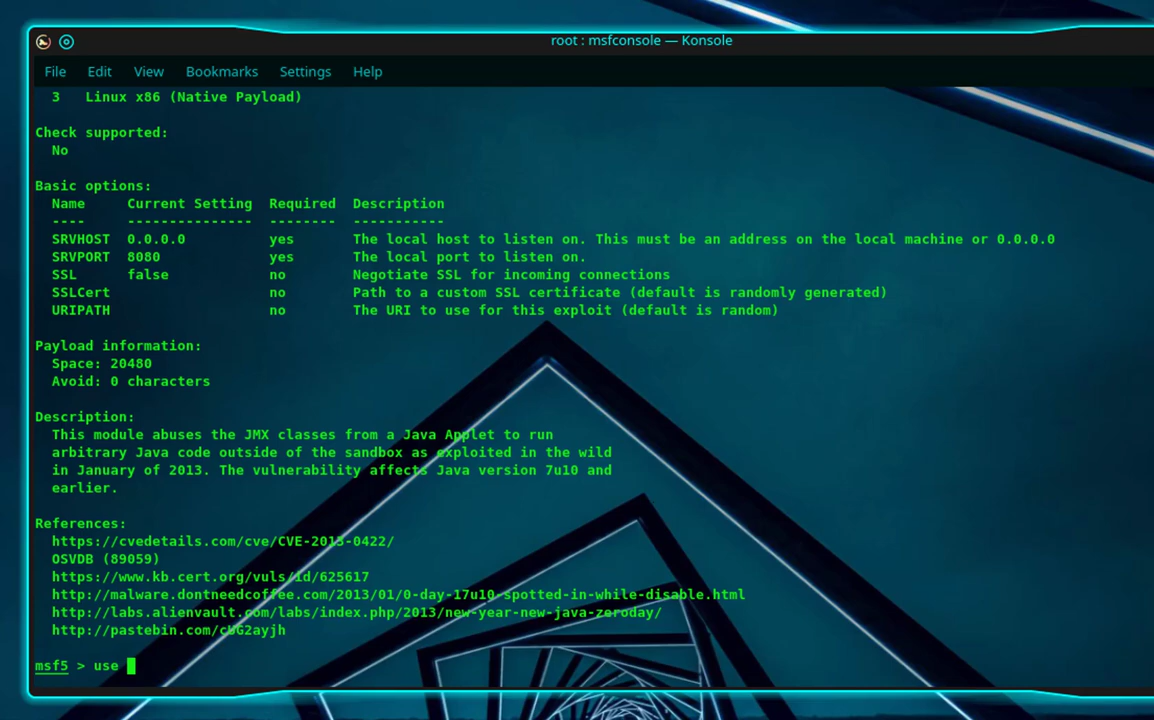 root : msfconsole — Konsole
File Edit View Bookmarks Settings Help
3 Linux x86 (Native Payload)
Check supported:
No
Basic options:
Name Current Setting Required Description
---- --------------- -------- -----------
SRVHOST 0.0.0.0 yes The local host to listen on. This must be an address on the local machine or 0.0.0.0
SRVPORT 8080 yes The local port to listen on.
SSL false no Negotiate SSL for incoming connections
SSLCert no Path to a custom SSL certificate (default is randomly generated)
URIPATH no The URI to use for this exploit (default is random)
Payload information:
Space: 20480
Avoid: 0 characters
Description:
This module abuses the JMX classes from a Java Applet to run
arbitrary Java code outside of the sandbox as exploited in the wild
in January of 2013. The vulnerability affects Java version 7u10 and
earlier.
References:
https://cvedetails.com/cve/CVE-2013-0422/
OSVDB (89059)
https://www.kb.cert.org/vuls/id/625617
http://malware.dontneedcoffee.com/2013/01/0-day-17u10-spotted-in-while-disable.html
http://labs.alienvault.com/labs/index.php/2013/new-year-new-java-zeroday/
http://pastebin.com/cUG2ayjh
msf5 > use